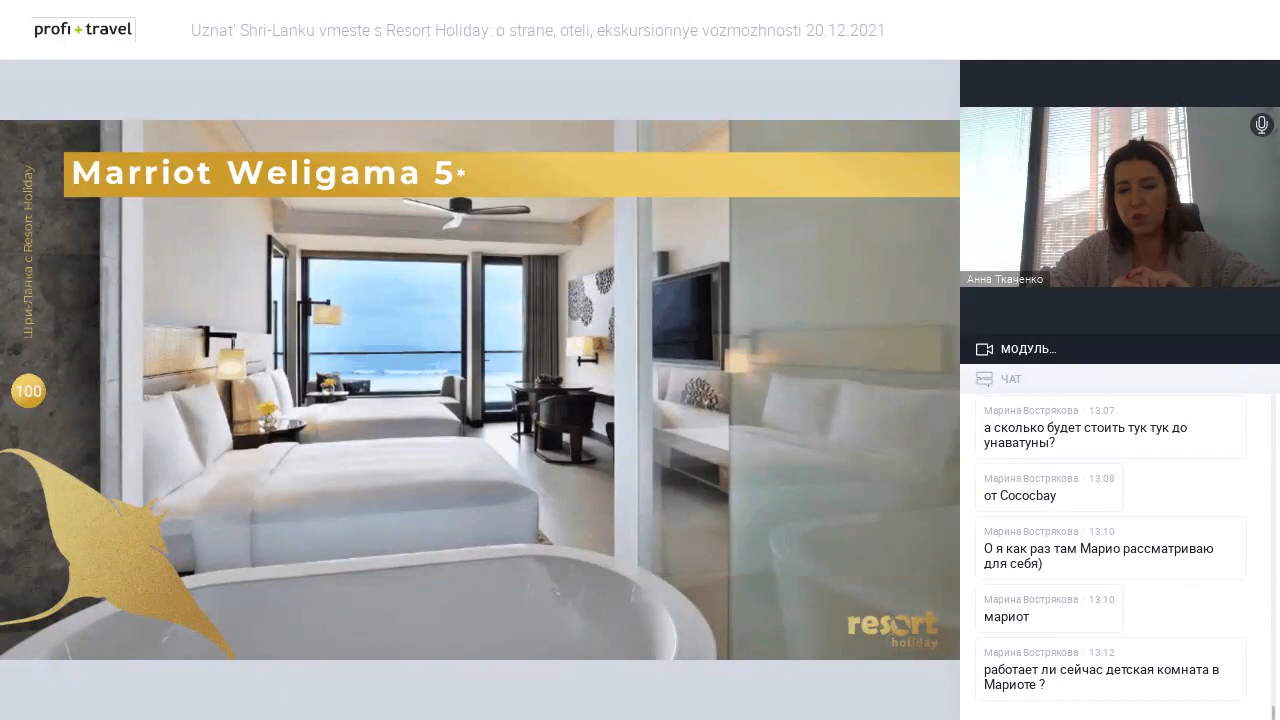 profi + travel
Uznat' Shri-Lanku vmeste s Resort Holiday: o strane, oteli, ekskursionnye vozmozhnosti 20.12.2021
Marriot Weligama 5*
Шри-Ланка с Resort Holiday
100
resort
holiday
Анна Ткаченко
МОДУЛЬ...
ЧАТ
Марина Вострякова 13:07
а сколько будет стоить тук тук до
унаватуны?
Марина Вострякова 13:08
от Cococbay
Марина Вострякова 13:10
О я как раз там Марио рассматриваю
для себя)
Марина Вострякова 13:10
мариот
Марина Вострякова 13:12
работает ли сейчас детская комната в
Мариоте ?